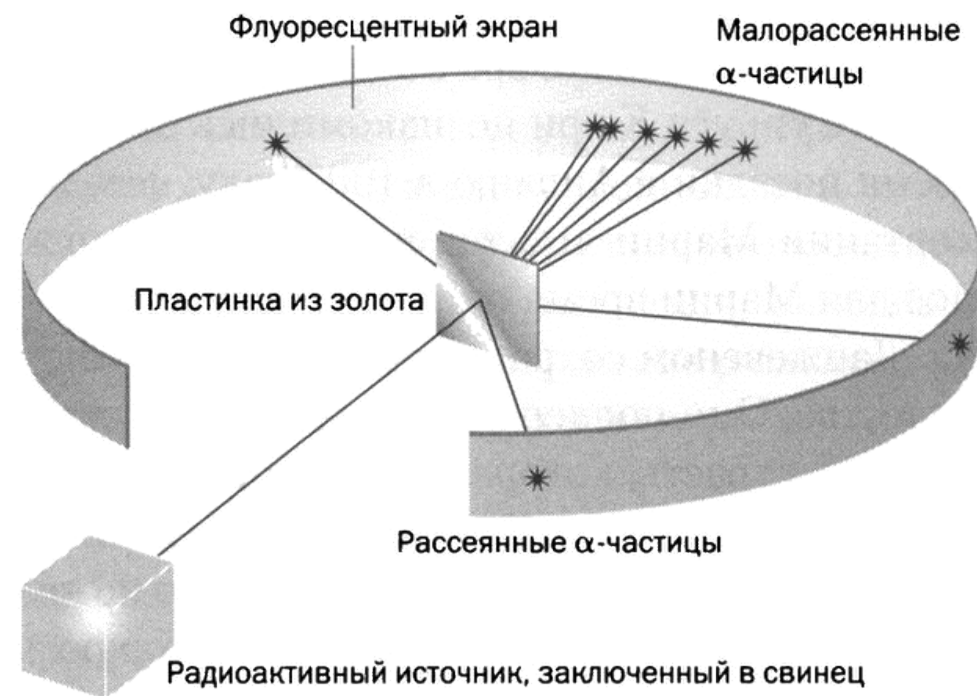 Флуоресцентный экран
Малорассеянные
α-частицы
Пластинка из золота
Рассеянные α-частицы
Радиоактивный источник, заключенный в свинец